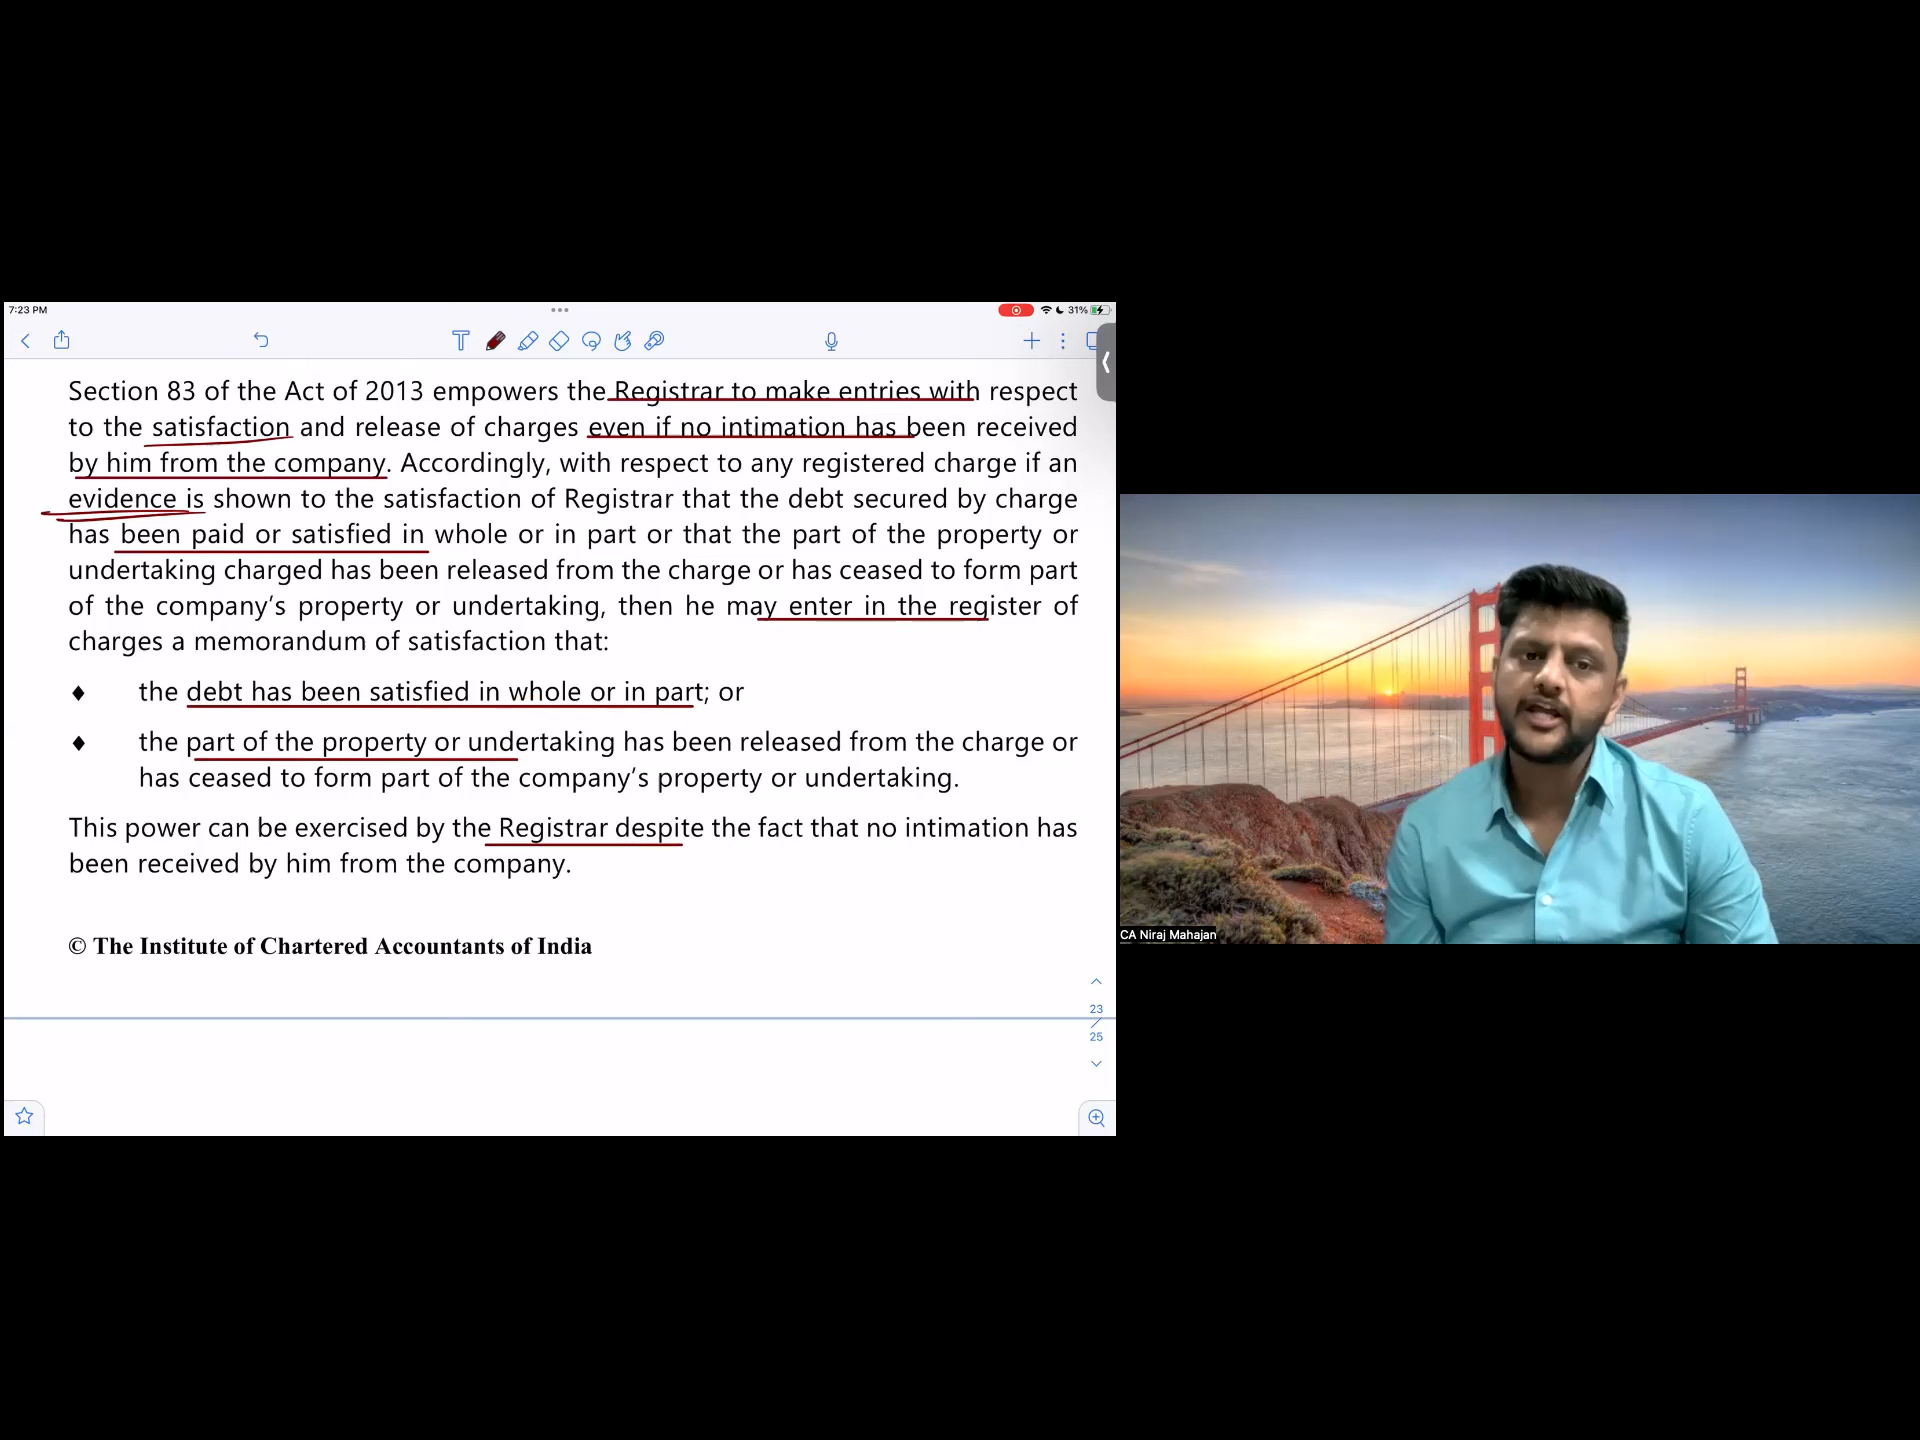 7:23 PM
31%
Section 83 of the Act of 2013 empowers the Registrar to make entries with respect
to the satisfaction and release of charges even if no intimation has been received
by him from the company. Accordingly, with respect to any registered charge if an
evidence is shown to the satisfaction of Registrar that the debt secured by charge
has been paid or satisfied in whole or in part or that the part of the property or
undertaking charged has been released from the charge or has ceased to form part
of the company’s property or undertaking, then he may enter in the register of
charges a memorandum of satisfaction that:
♦ the debt has been satisfied in whole or in part; or
♦ the part of the property or undertaking has been released from the charge or
has ceased to form part of the company’s property or undertaking.
This power can be exercised by the Registrar despite the fact that no intimation has
been received by him from the company.
© The Institute of Chartered Accountants of India
23
25
CA Niraj Mahajan